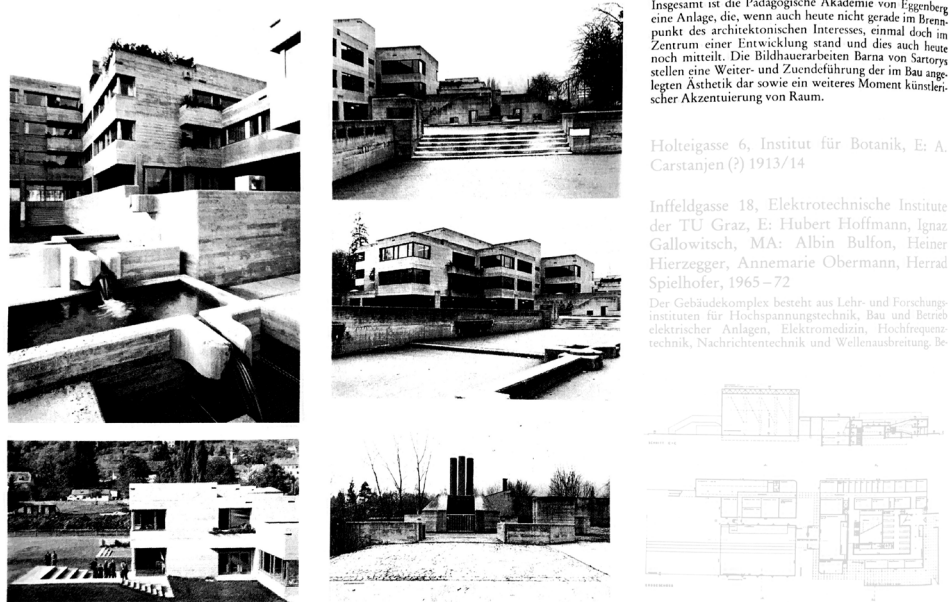 Insgesamt ist die Pädagogische Akademie von Eggenberg
eine Anlage, die, wenn auch heute nicht gerade im Brenn-
punkt des architektonischen Interesses, einmal doch im
Zentrum einer Entwicklung stand und dies auch heute
noch mitteilt. Die Bildhauerarbeiten Barna von Sartorys
stellen eine Weiter- und Zuendeführung der im Bau ange-
legten Ästhetik dar sowie ein weiteres Moment künstleri-
scher Akzentuierung von Raum.
Holteigasse 6, Institut für Botanik, E: A.
Carstanjen (?) 1913/14
Inffeldgasse 18, Elektrotechnische Institute
der TU Graz, E: Hubert Hoffmann, Ignaz
Gallowitsch, MA: Albin Bulfon, Heiner
Hierzegger, Annemarie Obermann, Herrad
Spielhofer, 1965–72
Der Gebäudekomplex besteht aus Lehr- und Forschungs-
instituten für Hochspannungstechnik, Bau und Betrieb
elektrischer Anlagen, Elektromedizin, Hochfrequenz-
technik, Nachrichtentechnik und Wellenausbreitung. Be-